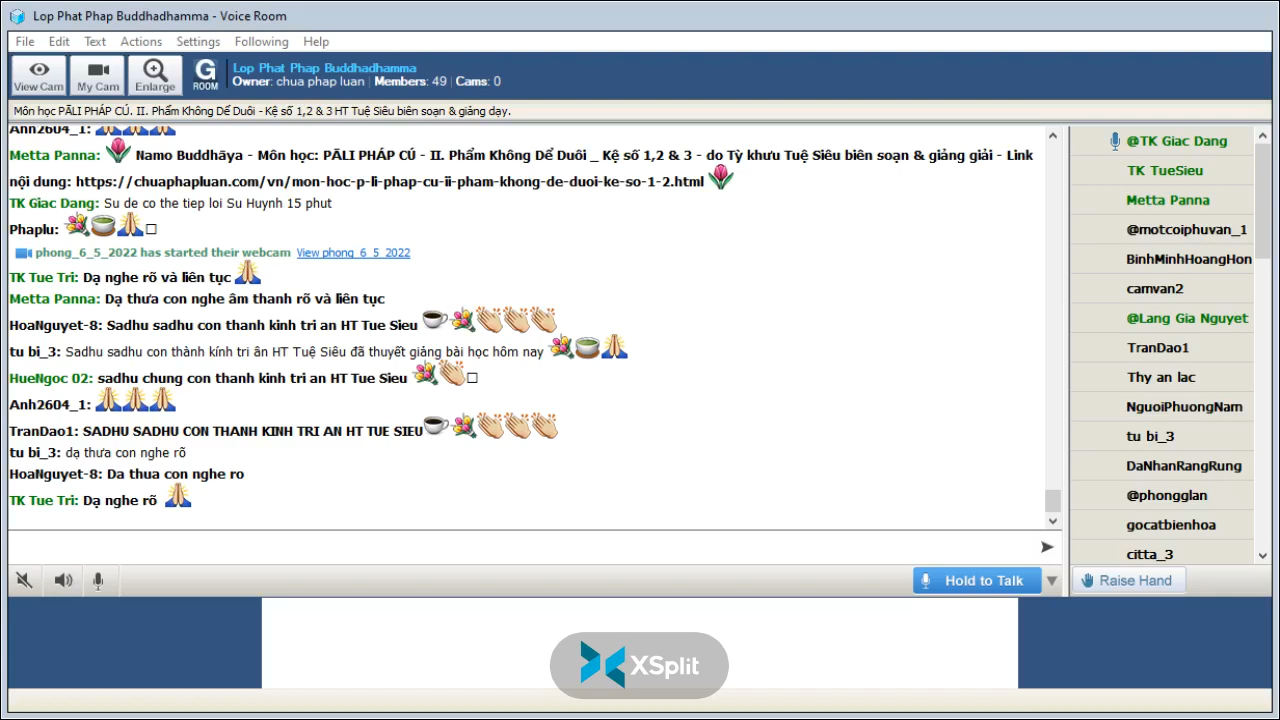 Lop Phat Phap Buddhadhamma - Voice Room
File Edit Text Actions Settings Following Help
View Cam My Cam Enlarge G ROOM
Lop Phat Phap Buddhadhamma
Owner: chua phap luan | Members: 49 | Cams: 0
Môn học PĀLI PHÁP CÚ. II. Phẩm Không Dể Duôi - Kệ số 1,2 & 3 HT Tuệ Siêu biên soạn & giảng dạy.
Anh2604_1:
Metta Panna: Namo Buddhāya - Môn học: PĀLI PHÁP CÚ - II. Phẩm Không Dể Duôi _ Kệ số 1,2 & 3 - do Tỳ khưu Tuệ Siêu biên soạn & giảng giải - Link
nội dung: https://chuaphapluan.com/vn/mon-hoc-p-li-phap-cu-ii-pham-khong-de-duoi-ke-so-1-2.html
TK Giac Dang: Su de co the tiep loi Su Huynh 15 phut
Phaplu:
phong_6_5_2022 has started their webcam View phong_6_5_2022
TK Tue Tri: Dạ nghe rõ và liên tục
Metta Panna: Dạ thưa con nghe âm thanh rõ và liên tục
HoaNguyet-8: Sadhu sadhu con thanh kinh tri an HT Tue Sieu
tu bi_3: Sadhu sadhu con thành kính tri ân HT Tuệ Siêu đã thuyết giảng bài học hôm nay
HueNgoc 02: sadhu chung con thanh kinh tri an HT Tue Sieu
Anh2604_1:
TranDao1: SADHU SADHU CON THANH KINH TRI AN HT TUE SIEU
tu bi_3: dạ thưa con nghe rõ
HoaNguyet-8: Da thua con nghe ro
TK Tue Tri: Dạ nghe rõ
@TK Giac Dang
TK TueSieu
Metta Panna
@motcoiphuvan_1
BinhMinhHoangHon
camvan2
@Lang Gia Nguyet
TranDao1
Thy an lac
NguoiPhuongNam
tu bi_3
DaNhanRangRung
@phongglan
gocatbienhoa
citta_3
Hold to Talk
Raise Hand
XSplit